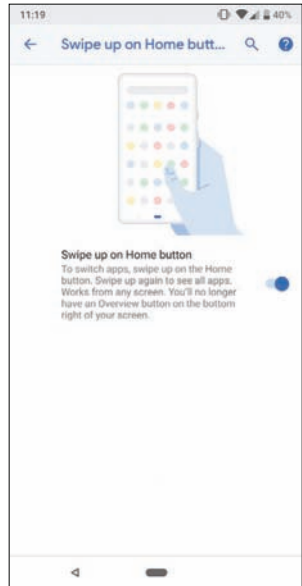 11:19 40%
Swipe up on Home butt...
Swipe up on Home button
To switch apps, swipe up on the Home
button. Swipe up again to see all apps.
Works from any screen. You'll no longer
have an Overview button on the bottom
right of your screen.